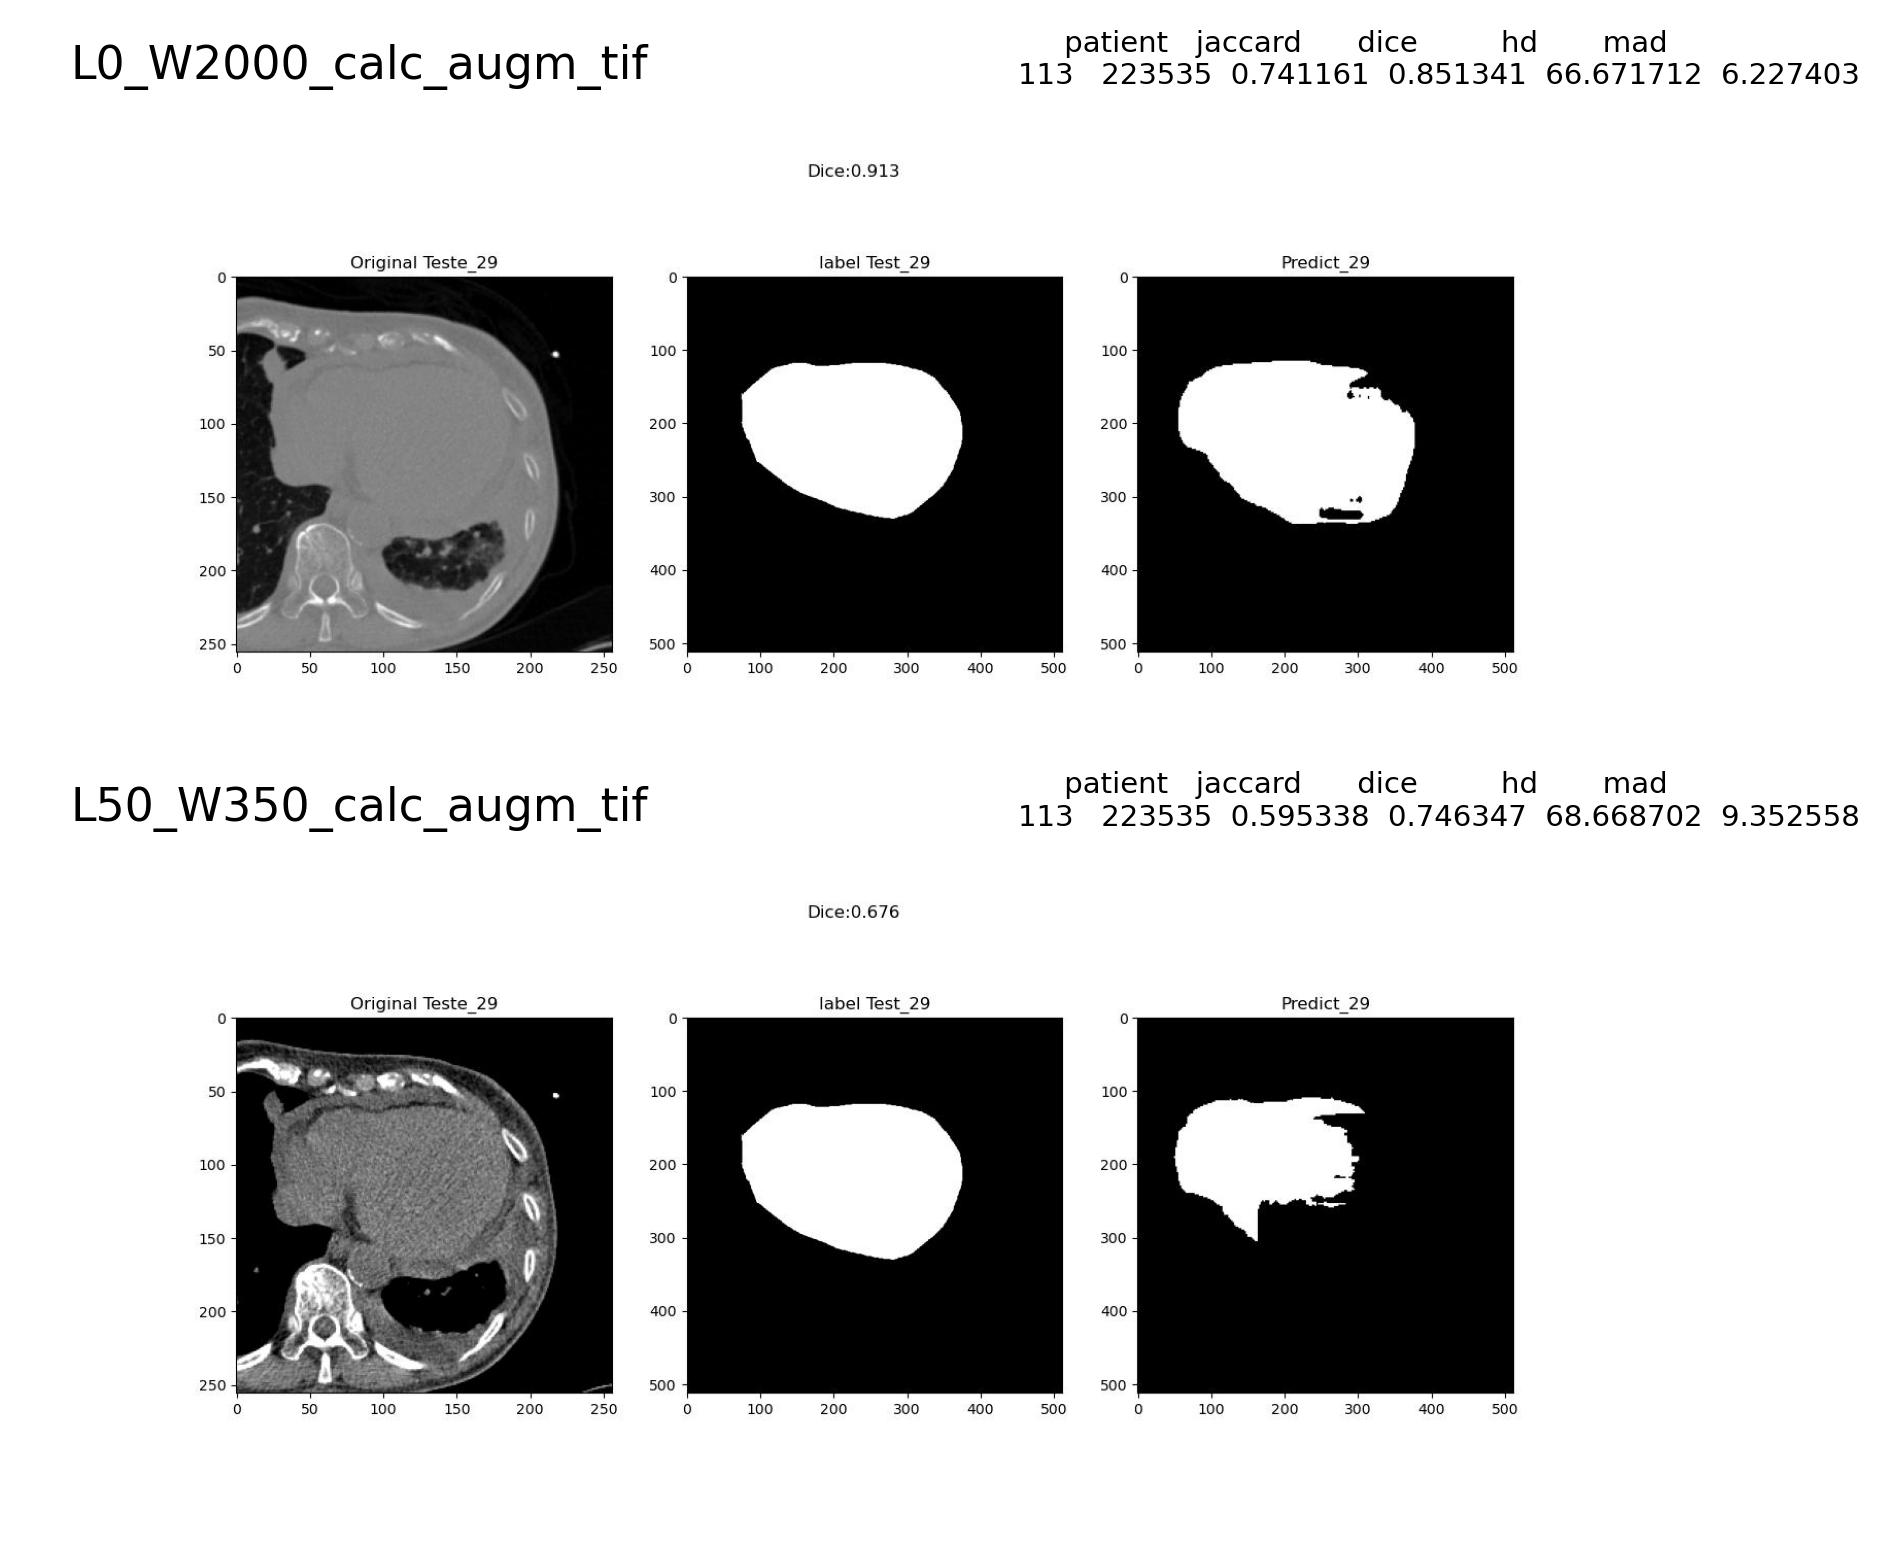 L0_W2000_calc_augm_tif
patient jaccard dice hd mad
113 223535 0.741161 0.851341 66.671712 6.227403
Dice:0.913
Original Teste_29
label Test_29
Predict_29
0
50
100
150
200
250
0 50 100 150 200 250
0
100
200
300
400
500
0 100 200 300 400 500
0
100
200
300
400
500
0 100 200 300 400 500
L50_W350_calc_augm_tif
patient jaccard dice hd mad
113 223535 0.595338 0.746347 68.668702 9.352558
Dice:0.676
Original Teste_29
label Test_29
Predict_29
0
50
100
150
200
250
0 50 100 150 200 250
0
100
200
300
400
500
0 100 200 300 400 500
0
100
200
300
400
500
0 100 200 300 400 500